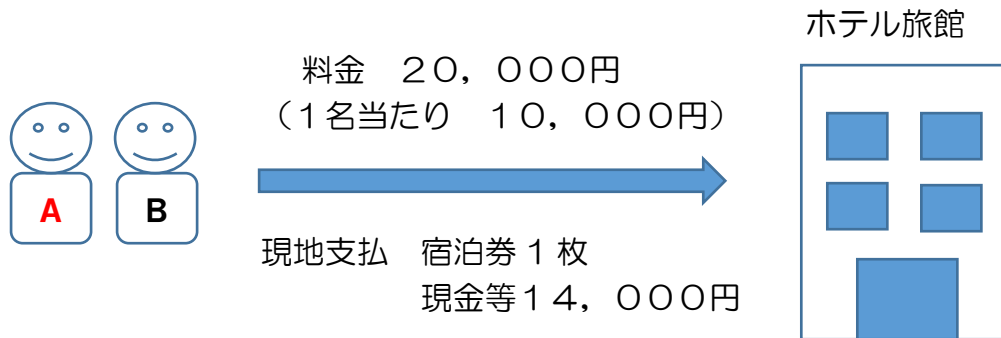 ホテル旅館
料金　２０，０００円
（１名当たり　１０，０００円）
A B
現地支払　宿泊券１枚
現金等１４，０００円